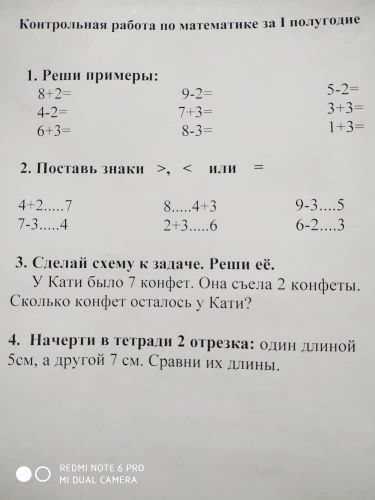 Контрольная работа по математике за I полугодие
1. Реши примеры:
8+2= 9-2= 5-2=
4-2= 7+3= 3+3=
6+3= 8-3= 1+3=
2. Поставь знаки >, < или =
4+2.....7 8.....4+3 9-3....5
7-3.....4 2+3.....6 6-2....3
3. Сделай схему к задаче. Реши её.
У Кати было 7 конфет. Она съела 2 конфеты.
Сколько конфет осталось у Кати?
4. Начерти в тетради 2 отрезка: один длиной
5см, а другой 7 см. Сравни их длины.
REDMI NOTE 6 PRO
MI DUAL CAMERA